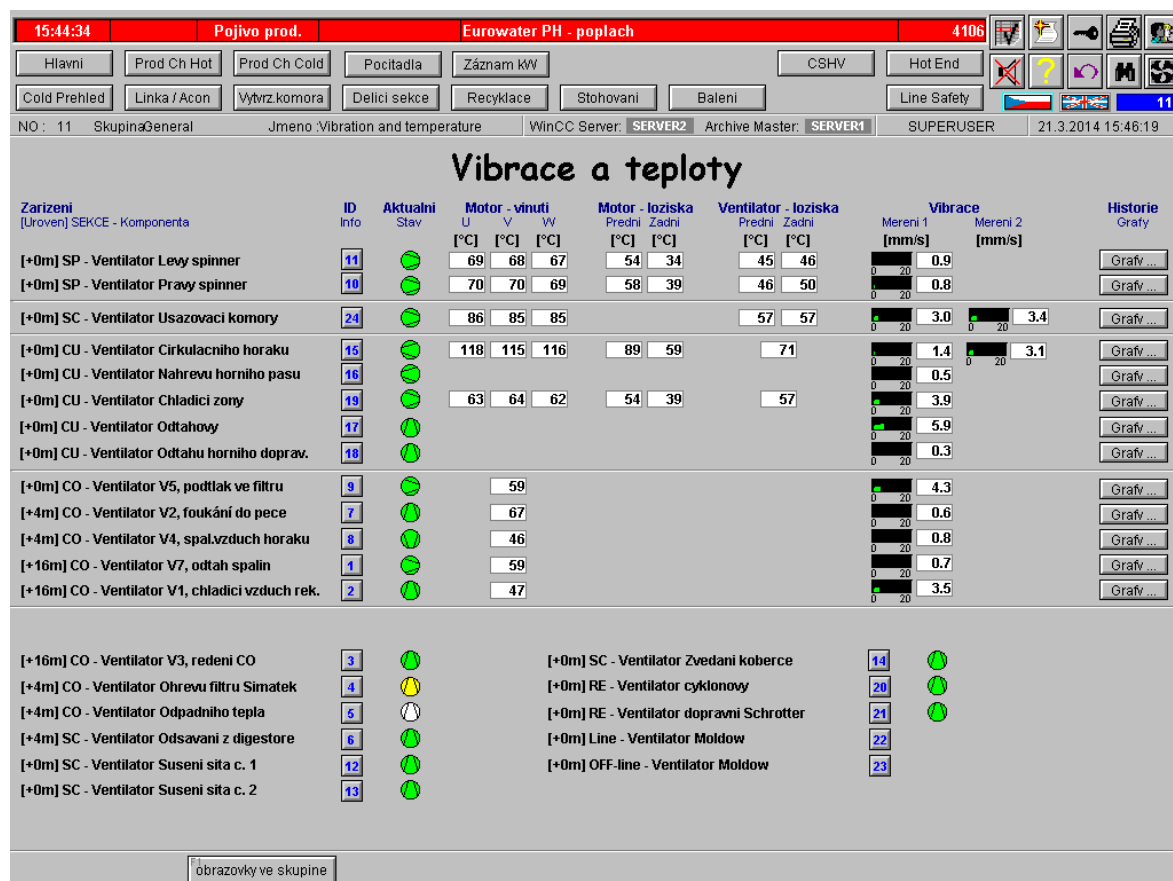 15:44:34 Pojivo prod. Eurowater PH - poplach 4106
Hlavni Prod Ch Hot Prod Ch Cold Pocitadla Záznam kW CSHV Hot End
Cold Prehled Linka / Acon Vytvrz.komora Delici sekce Recyklace Stohovani Baleni Line Safety
11
NO : 11 Skupina:General Jmeno :Vibration and temperature WinCC Server: SERVER2 Archive Master: SERVER1 SUPERUSER 21.3.2014 15:46:19
Vibrace a teploty
Zarizeni ID Aktualni Motor - vinuti Motor - loziska Ventilator - loziska Vibrace Historie
[Uroven] SEKCE - Komponenta Info Stav U V W Predni Zadni Predni Zadni Mereni 1 Mereni 2 Grafy
[°C] [°C] [°C] [°C] [°C] [°C] [°C] [mm/s] [mm/s]
[+0m] SP - Ventilator Levy spinner 11 69 68 67 54 34 45 46 0 20 0.9 Grafy ...
[+0m] SP - Ventilator Pravy spinner 10 70 70 69 58 39 46 50 0 20 0.8 Grafy ...
[+0m] SC - Ventilator Usazovaci komory 24 86 85 85 57 57 0 20 3.0 0 20 3.4 Grafy ...
[+0m] CU - Ventilator Cirkulacniho horaku 15 118 115 116 89 59 71 0 20 1.4 0 20 3.1 Grafy ...
[+0m] CU - Ventilator Nahrevu horniho pasu 16 0 20 0.5 Grafy ...
[+0m] CU - Ventilator Chladici zony 19 63 64 62 54 39 57 0 20 3.9 Grafy ...
[+0m] CU - Ventilator Odtahovy 17 0 20 5.9 Grafy ...
[+0m] CU - Ventilator Odtahu horniho doprav. 18 0 20 0.3 Grafy ...
[+0m] CO - Ventilator V5, podtlak ve filtru 9 59 0 20 4.3 Grafy ...
[+4m] CO - Ventilator V2, foukání do pece 7 67 0 20 0.6 Grafy ...
[+4m] CO - Ventilator V4, spal.vzduch horaku 8 46 0 20 0.8 Grafy ...
[+16m] CO - Ventilator V7, odtah spalin 1 59 0 20 0.7 Grafy ...
[+16m] CO - Ventilator V1, chladici vzduch rek. 2 47 0 20 3.5 Grafy ...
[+16m] CO - Ventilator V3, redeni CO 3 [+0m] SC - Ventilator Zvedani koberce 14
[+4m] CO - Ventilator Ohrevu filtru Simatek 4 [+0m] RE - Ventilator cyklonovy 20
[+4m] CO - Ventilator Odpadniho tepla 5 [+0m] RE - Ventilator dopravni Schrotter 21
[+4m] SC - Ventilator Odsavani z digestore 6 [+0m] Line - Ventilator Moldow 22
[+0m] SC - Ventilator Suseni sita c. 1 12 [+0m] OFF-line - Ventilator Moldow 23
[+0m] SC - Ventilator Suseni sita c. 2 13
F1
obrazovky ve skupine